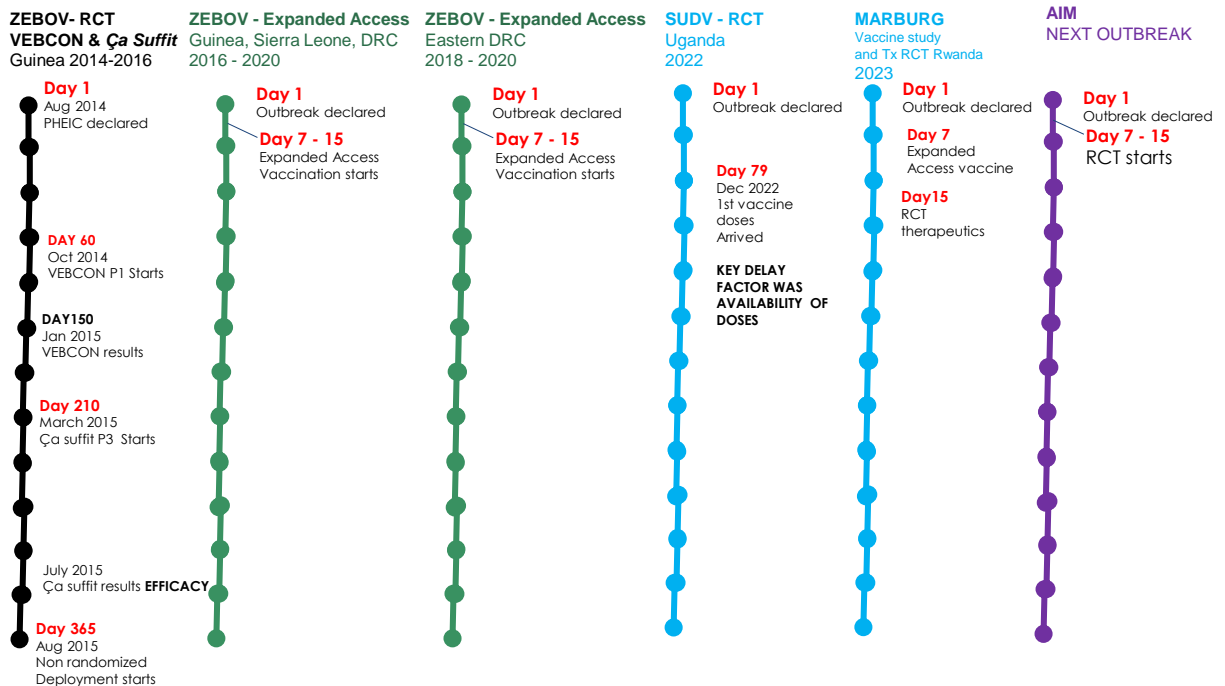 ZEBOV- RCT
VEBCON & Ça Suffit
Guinea 2014-2016
Day 1
Aug 2014
PHEIC declared
DAY 60
Oct 2014
VEBCON P1 Starts
DAY150
Jan 2015
VEBCON results
Day 210
March 2015
Ça suffit P3 Starts
July 2015
Ça suffit results EFFICACY
Day 365
Aug 2015
Non randomized
Deployment starts
ZEBOV - Expanded Access
Guinea, Sierra Leone, DRC
2016 - 2020
Day 1
Outbreak declared
Day 7 - 15
Expanded Access
Vaccination starts
ZEBOV - Expanded Access
Eastern DRC
2018 - 2020
Day 1
Outbreak declared
Day 7 - 15
Expanded Access
Vaccination starts
SUDV - RCT
Uganda
2022
Day 1
Outbreak declared
Day 79
Dec 2022
1st vaccine
doses
Arrived
KEY DELAY
FACTOR WAS
AVAILABILITY OF
DOSES
MARBURG
Vaccine study
and Tx RCT Rwanda
2023
Day 1
Outbreak declared
Day 7
Expanded
Access vaccine
Day15
RCT
therapeutics
AIM
NEXT OUTBREAK
Day 1
Outbreak declared
Day 7 - 15
RCT starts